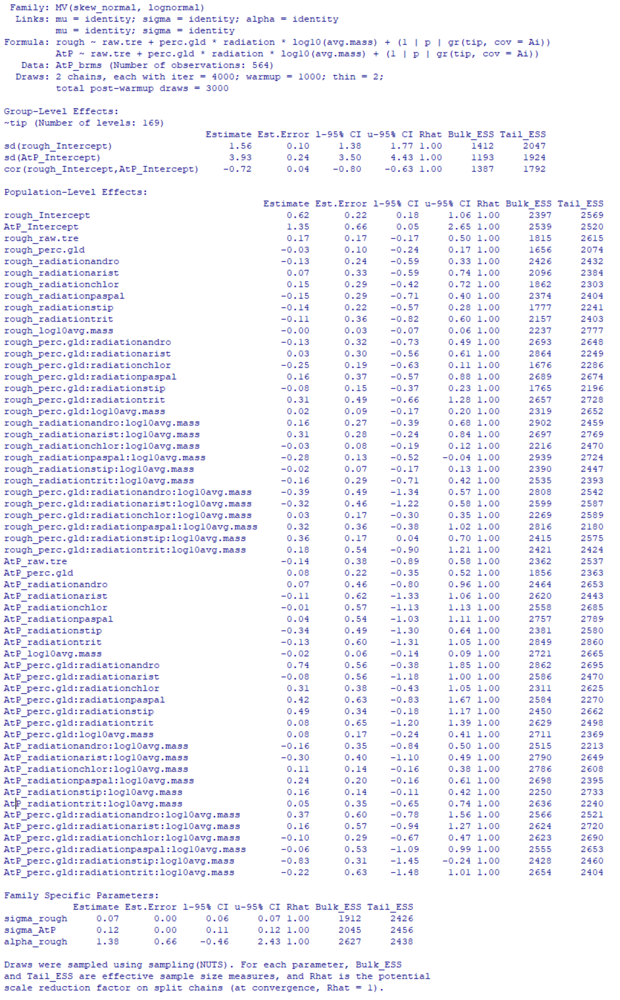 Family: MV(skew_normal, lognormal)
Links: mu = identity; sigma = identity; alpha = identity
mu = identity; sigma = identity
Formula: rough ~ raw.tre + perc.gld * radiation * log10(avg.mass) + (1 | p | gr(tip, cov = Ai))
AtP ~ raw.tre + perc.gld * radiation * log10(avg.mass) + (1 | p | gr(tip, cov = Ai))
Data: AtP_brms (Number of observations: 564)
Draws: 2 chains, each with iter = 4000; warmup = 1000; thin = 2;
total post-warmup draws = 3000
Group-Level Effects:
~tip (Number of levels: 169)
Estimate Est.Error l-95% CI u-95% CI Rhat Bulk_ESS Tail_ESS
sd(rough_Intercept) 1.56 0.10 1.38 1.77 1.00 1412 2047
sd(AtP_Intercept) 3.93 0.24 3.50 4.43 1.00 1193 1924
cor(rough_Intercept,AtP_Intercept) -0.72 0.04 -0.80 -0.63 1.00 1387 1792
Population-Level Effects:
Estimate Est.Error l-95% CI u-95% CI Rhat Bulk_ESS Tail_ESS
rough_Intercept 0.62 0.22 0.18 1.06 1.00 2397 2569
AtP_Intercept 1.35 0.66 0.05 2.65 1.00 2539 2520
rough_raw.tre 0.17 0.17 -0.17 0.50 1.00 1815 2615
rough_perc.gld -0.03 0.10 -0.24 0.17 1.00 1656 2074
rough_radiationandro -0.13 0.24 -0.59 0.33 1.00 2426 2432
rough_radiationarist 0.07 0.33 -0.59 0.74 1.00 2096 2384
rough_radiationchlor 0.15 0.29 -0.42 0.72 1.00 1862 2303
rough_radiationpaspal -0.15 0.29 -0.71 0.40 1.00 2374 2404
rough_radiationstip -0.14 0.22 -0.57 0.28 1.00 1777 2241
rough_radiationtrit -0.11 0.36 -0.82 0.60 1.00 2157 2403
rough_log10avg.mass -0.00 0.03 -0.07 0.06 1.00 2237 2777
rough_perc.gld:radiationandro -0.13 0.32 -0.73 0.49 1.00 2693 2648
rough_perc.gld:radiationarist 0.03 0.30 -0.56 0.61 1.00 2864 2249
rough_perc.gld:radiationchlor -0.25 0.19 -0.63 0.11 1.00 1676 2286
rough_perc.gld:radiationpaspal 0.16 0.37 -0.57 0.88 1.00 2689 2674
rough_perc.gld:radiationstip -0.08 0.15 -0.37 0.23 1.00 1765 2196
rough_perc.gld:radiationtrit 0.31 0.49 -0.66 1.28 1.00 2657 2728
rough_perc.gld:log10avg.mass 0.02 0.09 -0.17 0.20 1.00 2319 2652
rough_radiationandro:log10avg.mass 0.16 0.27 -0.39 0.68 1.00 2902 2459
rough_radiationarist:log10avg.mass 0.31 0.28 -0.24 0.84 1.00 2697 2769
rough_radiationchlor:log10avg.mass -0.03 0.08 -0.19 0.12 1.00 2216 2470
rough_radiationpaspal:log10avg.mass -0.28 0.13 -0.52 -0.04 1.00 2939 2724
rough_radiationstip:log10avg.mass -0.02 0.07 -0.17 0.13 1.00 2390 2447
rough_radiationtrit:log10avg.mass -0.16 0.29 -0.71 0.42 1.00 2535 2393
rough_perc.gld:radiationandro:log10avg.mass -0.39 0.49 -1.34 0.57 1.00 2808 2542
rough_perc.gld:radiationarist:log10avg.mass -0.32 0.46 -1.22 0.58 1.00 2599 2587
rough_perc.gld:radiationchlor:log10avg.mass 0.03 0.17 -0.30 0.35 1.00 2269 2589
rough_perc.gld:radiationpaspal:log10avg.mass 0.32 0.36 -0.38 1.02 1.00 2816 2180
rough_perc.gld:radiationstip:log10avg.mass 0.36 0.17 0.04 0.70 1.00 2415 2575
rough_perc.gld:radiationtrit:log10avg.mass 0.18 0.54 -0.90 1.21 1.00 2421 2424
AtP_raw.tre -0.14 0.38 -0.89 0.58 1.00 2362 2537
AtP_perc.gld 0.08 0.22 -0.35 0.52 1.00 1856 2363
AtP_radiationandro 0.07 0.46 -0.80 0.96 1.00 2464 2653
AtP_radiationarist -0.11 0.62 -1.33 1.06 1.00 2620 2443
AtP_radiationchlor -0.01 0.57 -1.13 1.13 1.00 2558 2685
AtP_radiationpaspal 0.04 0.54 -1.03 1.11 1.00 2757 2789
AtP_radiationstip -0.34 0.49 -1.30 0.64 1.00 2381 2580
AtP_radiationtrit -0.13 0.60 -1.31 1.05 1.00 2849 2860
AtP_log10avg.mass -0.02 0.06 -0.14 0.09 1.00 2721 2665
AtP_perc.gld:radiationandro 0.74 0.56 -0.38 1.85 1.00 2862 2695
AtP_perc.gld:radiationarist -0.08 0.56 -1.18 1.00 1.00 2586 2470
AtP_perc.gld:radiationchlor 0.31 0.38 -0.43 1.05 1.00 2311 2625
AtP_perc.gld:radiationpaspal 0.42 0.63 -0.83 1.67 1.00 2584 2270
AtP_perc.gld:radiationstip 0.49 0.34 -0.18 1.17 1.00 2450 2662
AtP_perc.gld:radiationtrit 0.08 0.65 -1.20 1.39 1.00 2629 2498
AtP_perc.gld:log10avg.mass 0.08 0.17 -0.24 0.41 1.00 2711 2369
AtP_radiationandro:log10avg.mass -0.16 0.35 -0.84 0.50 1.00 2515 2213
AtP_radiationarist:log10avg.mass -0.30 0.40 -1.10 0.49 1.00 2790 2649
AtP_radiationchlor:log10avg.mass 0.11 0.14 -0.16 0.38 1.00 2786 2608
AtP_radiationpaspal:log10avg.mass 0.24 0.20 -0.16 0.61 1.00 2698 2395
AtP_radiationstip:log10avg.mass 0.16 0.14 -0.11 0.42 1.00 2250 2733
AtP_radiationtrit:log10avg.mass 0.05 0.35 -0.65 0.74 1.00 2636 2240
AtP_perc.gld:radiationandro:log10avg.mass 0.37 0.60 -0.78 1.56 1.00 2566 2521
AtP_perc.gld:radiationarist:log10avg.mass 0.16 0.57 -0.94 1.27 1.00 2624 2720
AtP_perc.gld:radiationchlor:log10avg.mass -0.10 0.29 -0.67 0.47 1.00 2623 2690
AtP_perc.gld:radiationpaspal:log10avg.mass -0.06 0.53 -1.09 0.99 1.00 2555 2653
AtP_perc.gld:radiationstip:log10avg.mass -0.83 0.31 -1.45 -0.24 1.00 2428 2460
AtP_perc.gld:radiationtrit:log10avg.mass -0.22 0.63 -1.48 1.01 1.00 2654 2404
Family Specific Parameters:
Estimate Est.Error l-95% CI u-95% CI Rhat Bulk_ESS Tail_ESS
sigma_rough 0.07 0.00 0.06 0.07 1.00 1912 2426
sigma_AtP 0.12 0.00 0.11 0.12 1.00 2045 2456
alpha_rough 1.38 0.66 -0.46 2.43 1.00 2627 2438
Draws were sampled using sampling(NUTS). For each parameter, Bulk_ESS
and Tail_ESS are effective sample size measures, and Rhat is the potential
scale reduction factor on split chains (at convergence, Rhat = 1).